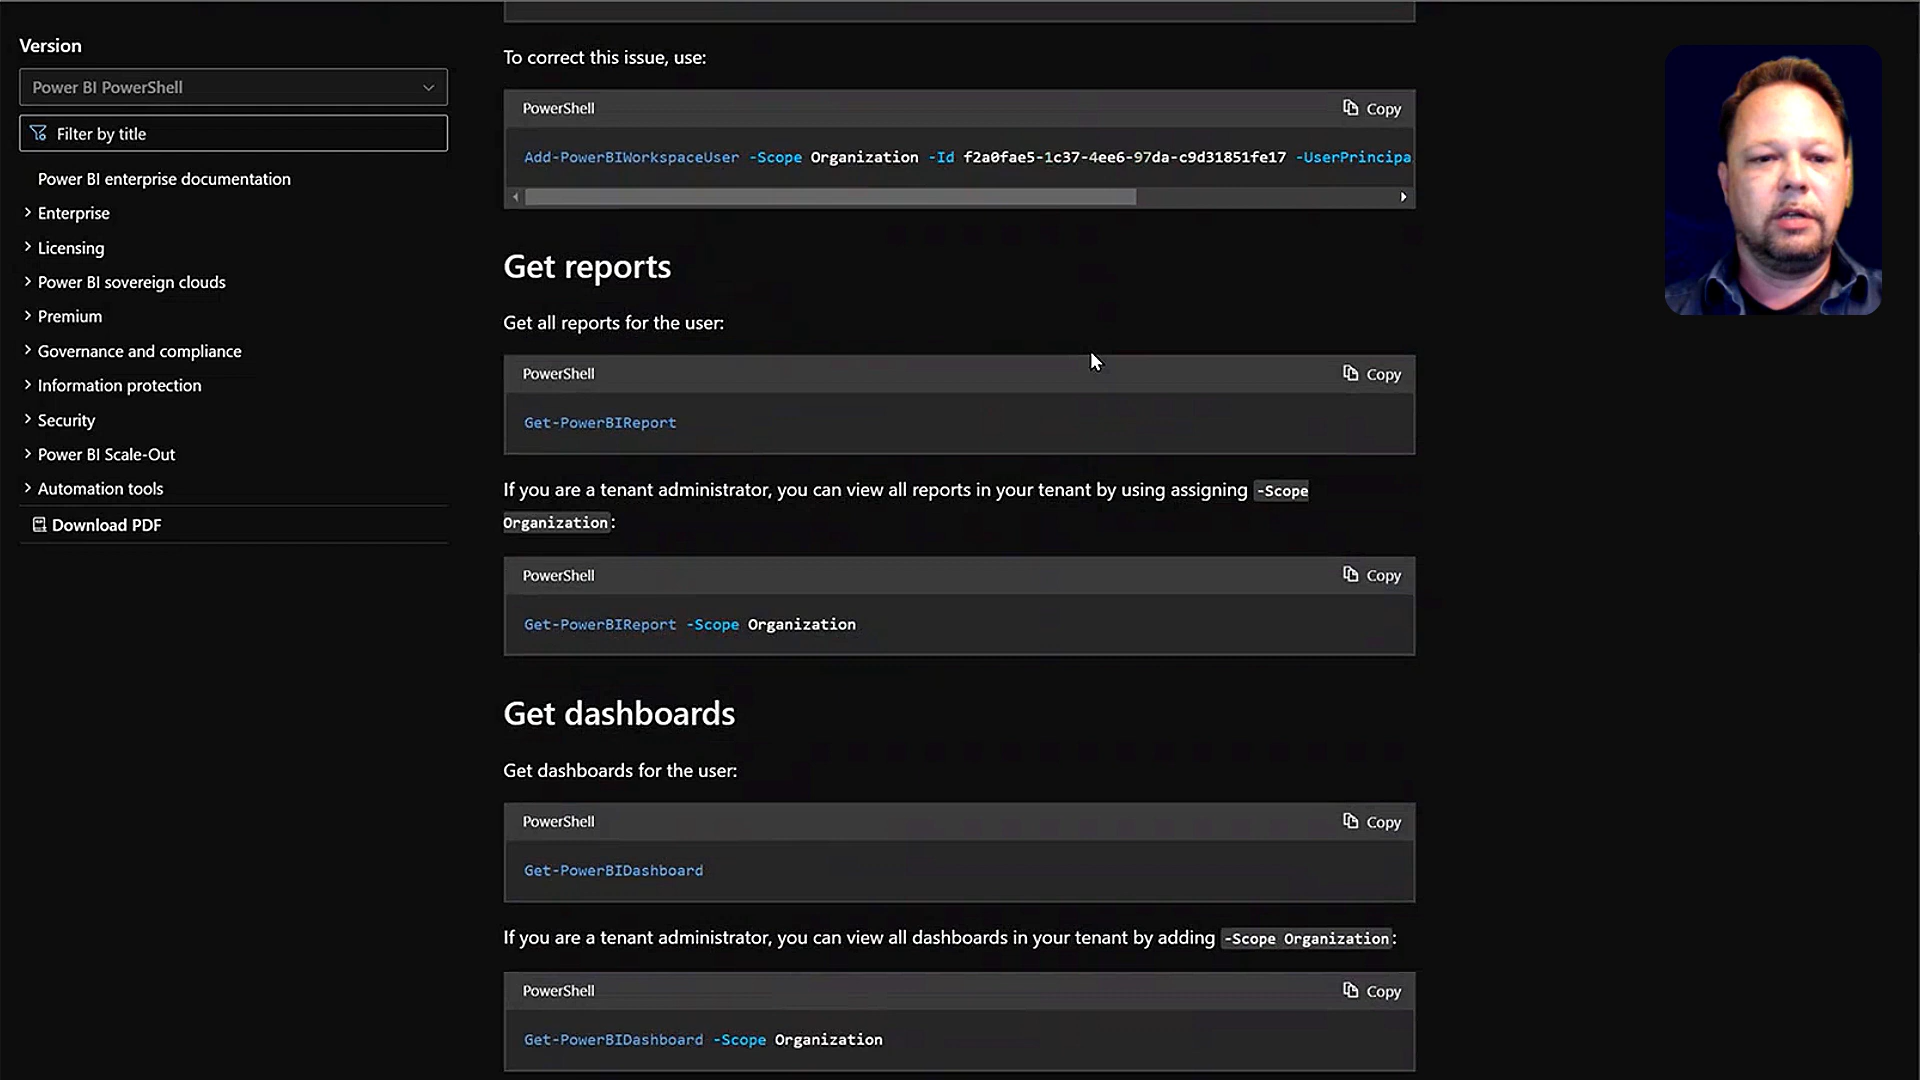 Version
Power BI PowerShell
Filter by title
Power BI enterprise documentation
Enterprise
Licensing
Power BI sovereign clouds
Premium
Governance and compliance
Information protection
Security
Power BI Scale-Out
Automation tools
Download PDF
To correct this issue, use:
PowerShell Copy
Add-PowerBIWorkspaceUser -Scope Organization -Id f2a0fae5-1c37-4ee6-97da-c9d31851fe17 -UserPrincipa
Get reports
Get all reports for the user:
PowerShell Copy
Get-PowerBIReport
If you are a tenant administrator, you can view all reports in your tenant by using assigning -Scope
Organization:
PowerShell Copy
Get-PowerBIReport -Scope Organization
Get dashboards
Get dashboards for the user:
PowerShell Copy
Get-PowerBIDashboard
If you are a tenant administrator, you can view all dashboards in your tenant by adding -Scope Organization:
PowerShell Copy
Get-PowerBIDashboard -Scope Organization